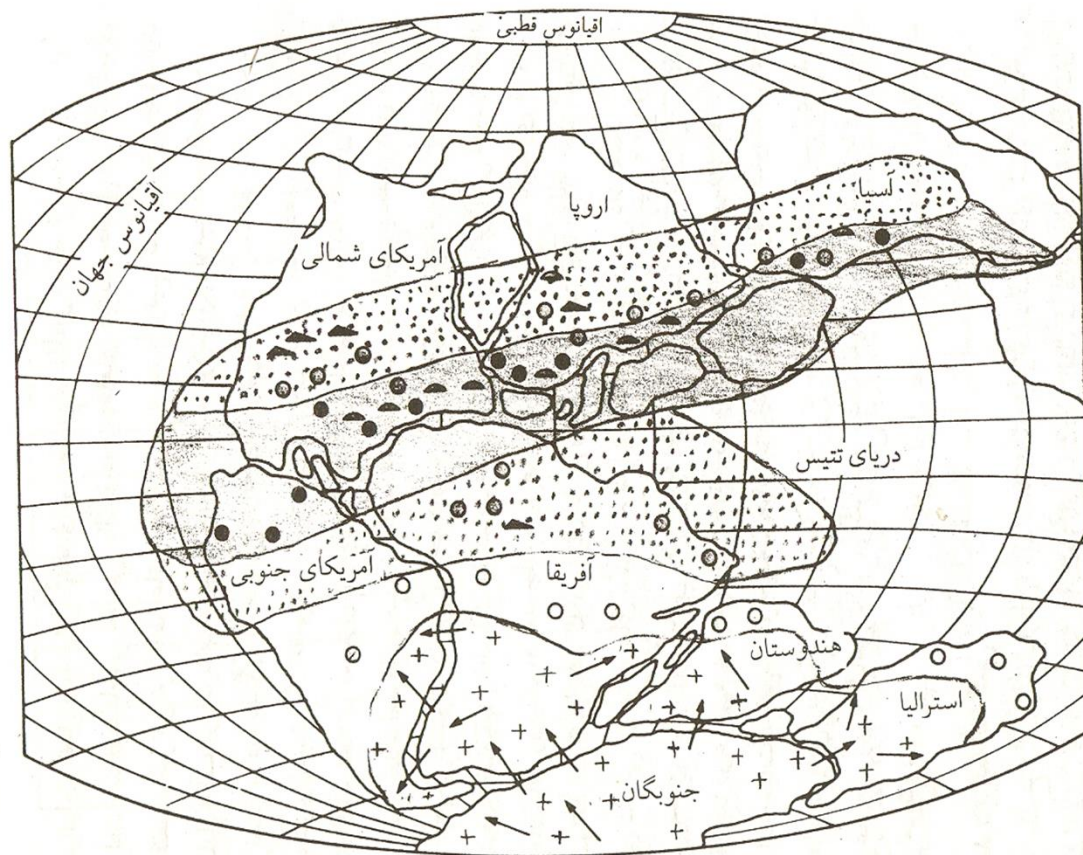 اقیانوس قطبی
آسیا
اروپا
اقیانوس جهان
آمریکای شمالی
دریای تتیس
آمریکای جنوبی
آفریقا
هندوستان
استرالیا
جنوبگان